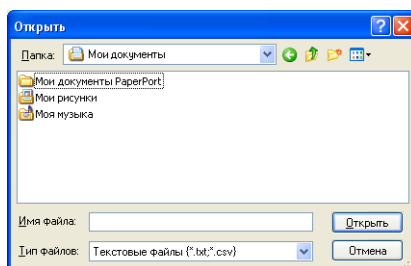 Открыть
Папка: Мои документы
Мои документы PaperPort
Мои рисунки
Моя музыка
Имя файла: Открыть
Тип файлов: Текстовые файлы {*.txt;*.csv} Отмена